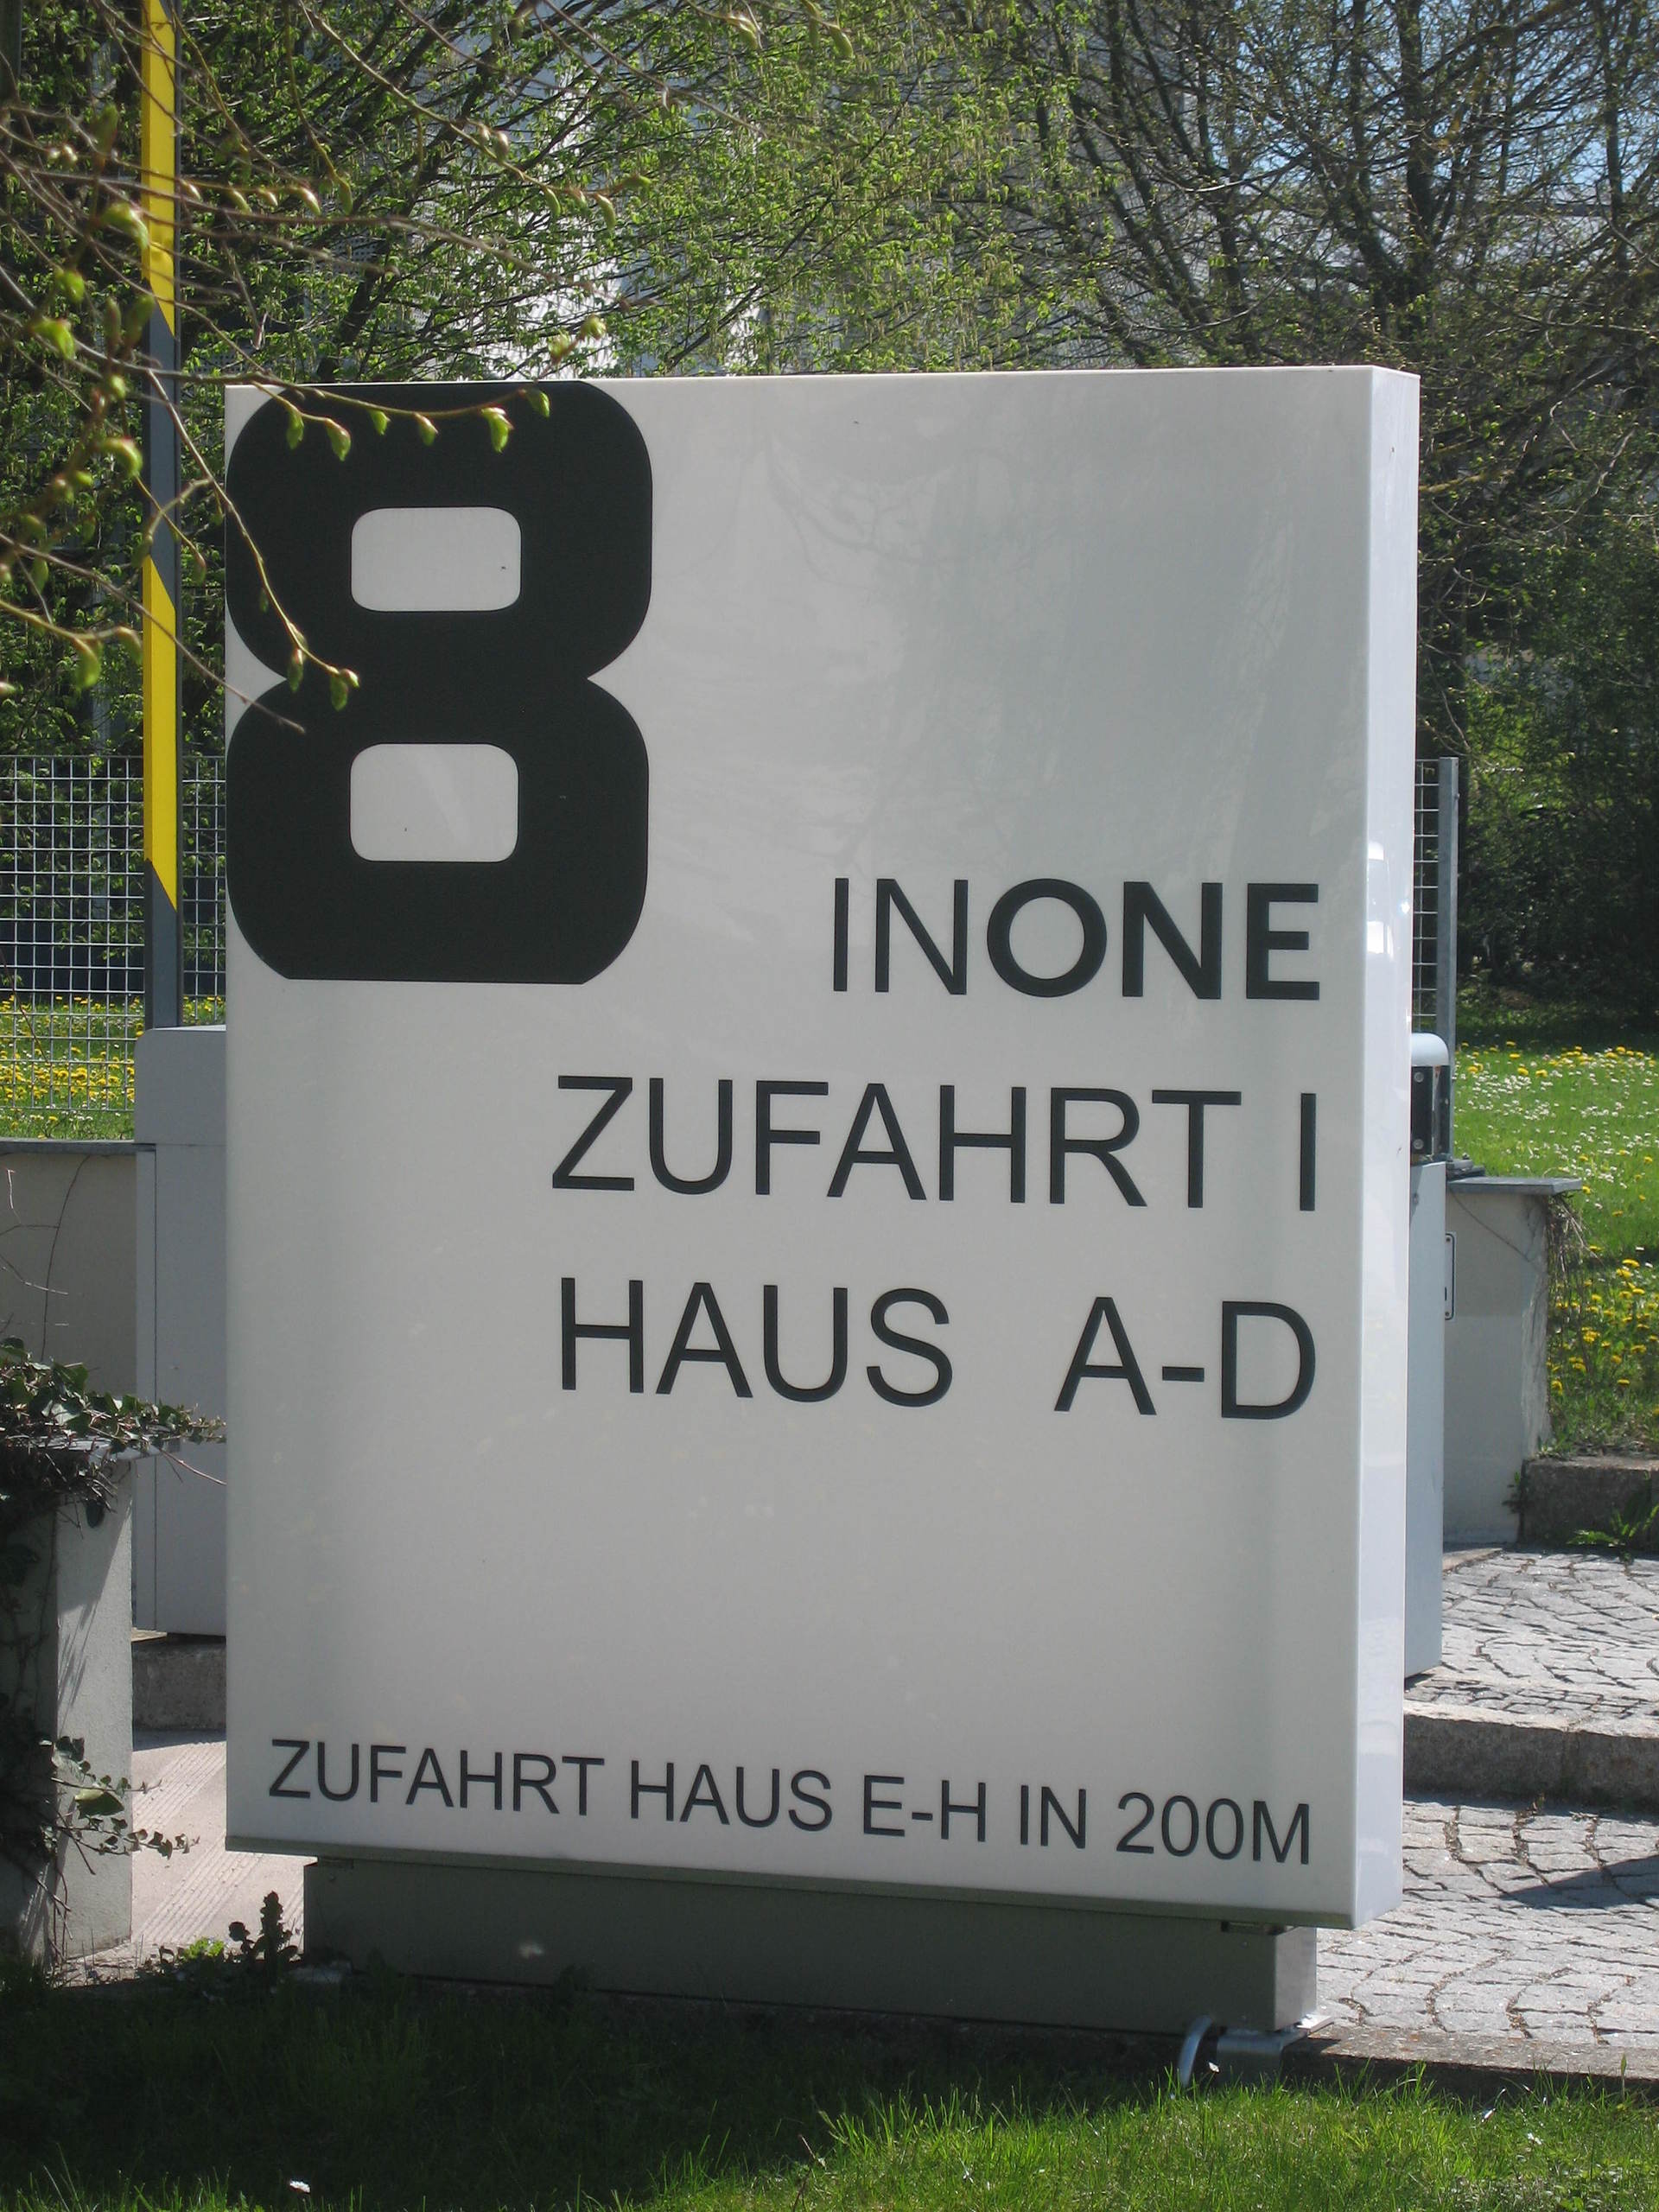 8
INONE
ZUFAHRT I
HAUS A-D
ZUFAHRT HAUS E-H IN 200M